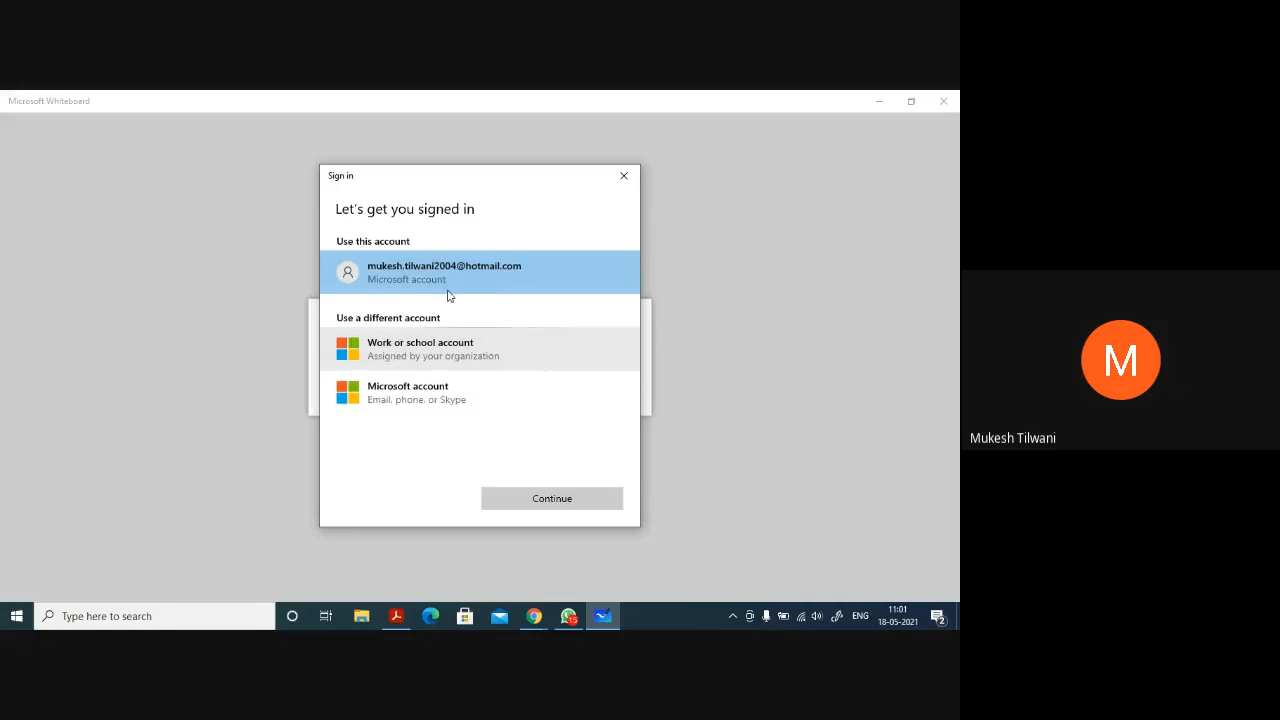 Microsoft Whiteboard
Sign in
Let's get you signed in
Use this account
mukesh.tilwani2004@hotmail.com
Microsoft account
Use a different account
Work or school account
Assigned by your organization
Microsoft account
Email, phone, or Skype
Continue
M
Mukesh Tilwani
Type here to search
15
ENG
11:01
18-05-2021
2